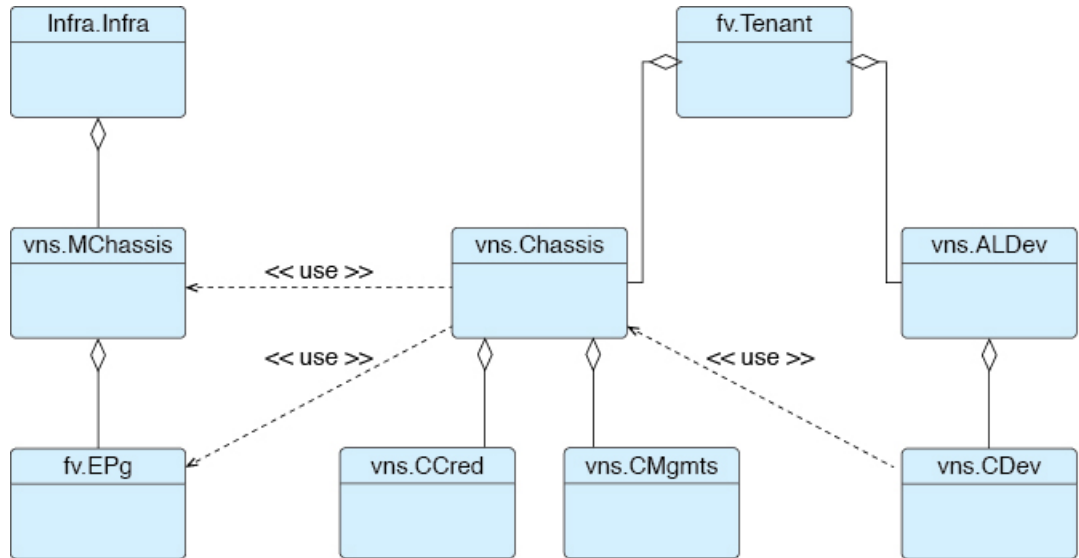 Infra.Infra
fv.Tenant
vns.MChassis
vns.Chassis
vns.ALDev
<< use >>
<< use >>
<< use >>
fv.EPg
vns.CCred
vns.CMgmts
vns.CDev